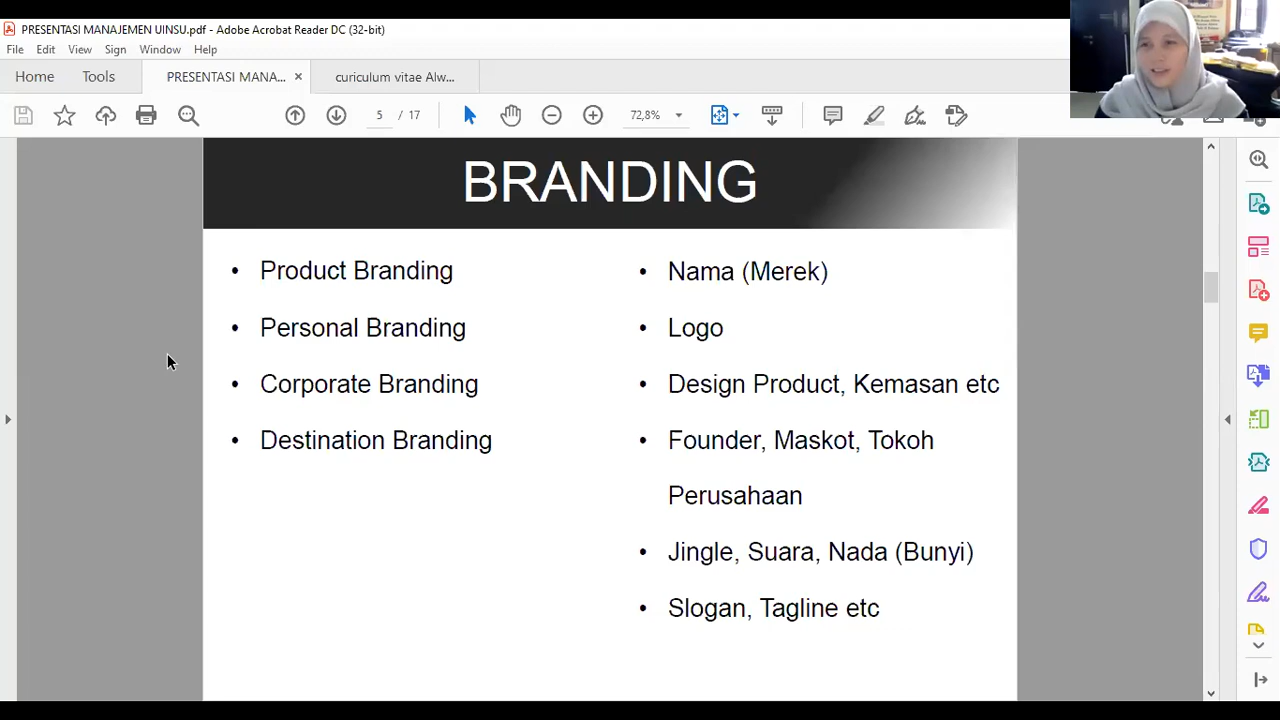 PRESENTASI MANAJEMEN UINSU.pdf - Adobe Acrobat Reader DC (32-bit)
File Edit View Sign Window Help
Home Tools PRESENTASI MANA... × curiculum vitae Alw...
5 / 17 72,8%
BRANDING
• Product Branding
• Personal Branding
• Corporate Branding
• Destination Branding
• Nama (Merek)
• Logo
• Design Product, Kemasan etc
• Founder, Maskot, Tokoh
Perusahaan
• Jingle, Suara, Nada (Bunyi)
• Slogan, Tagline etc